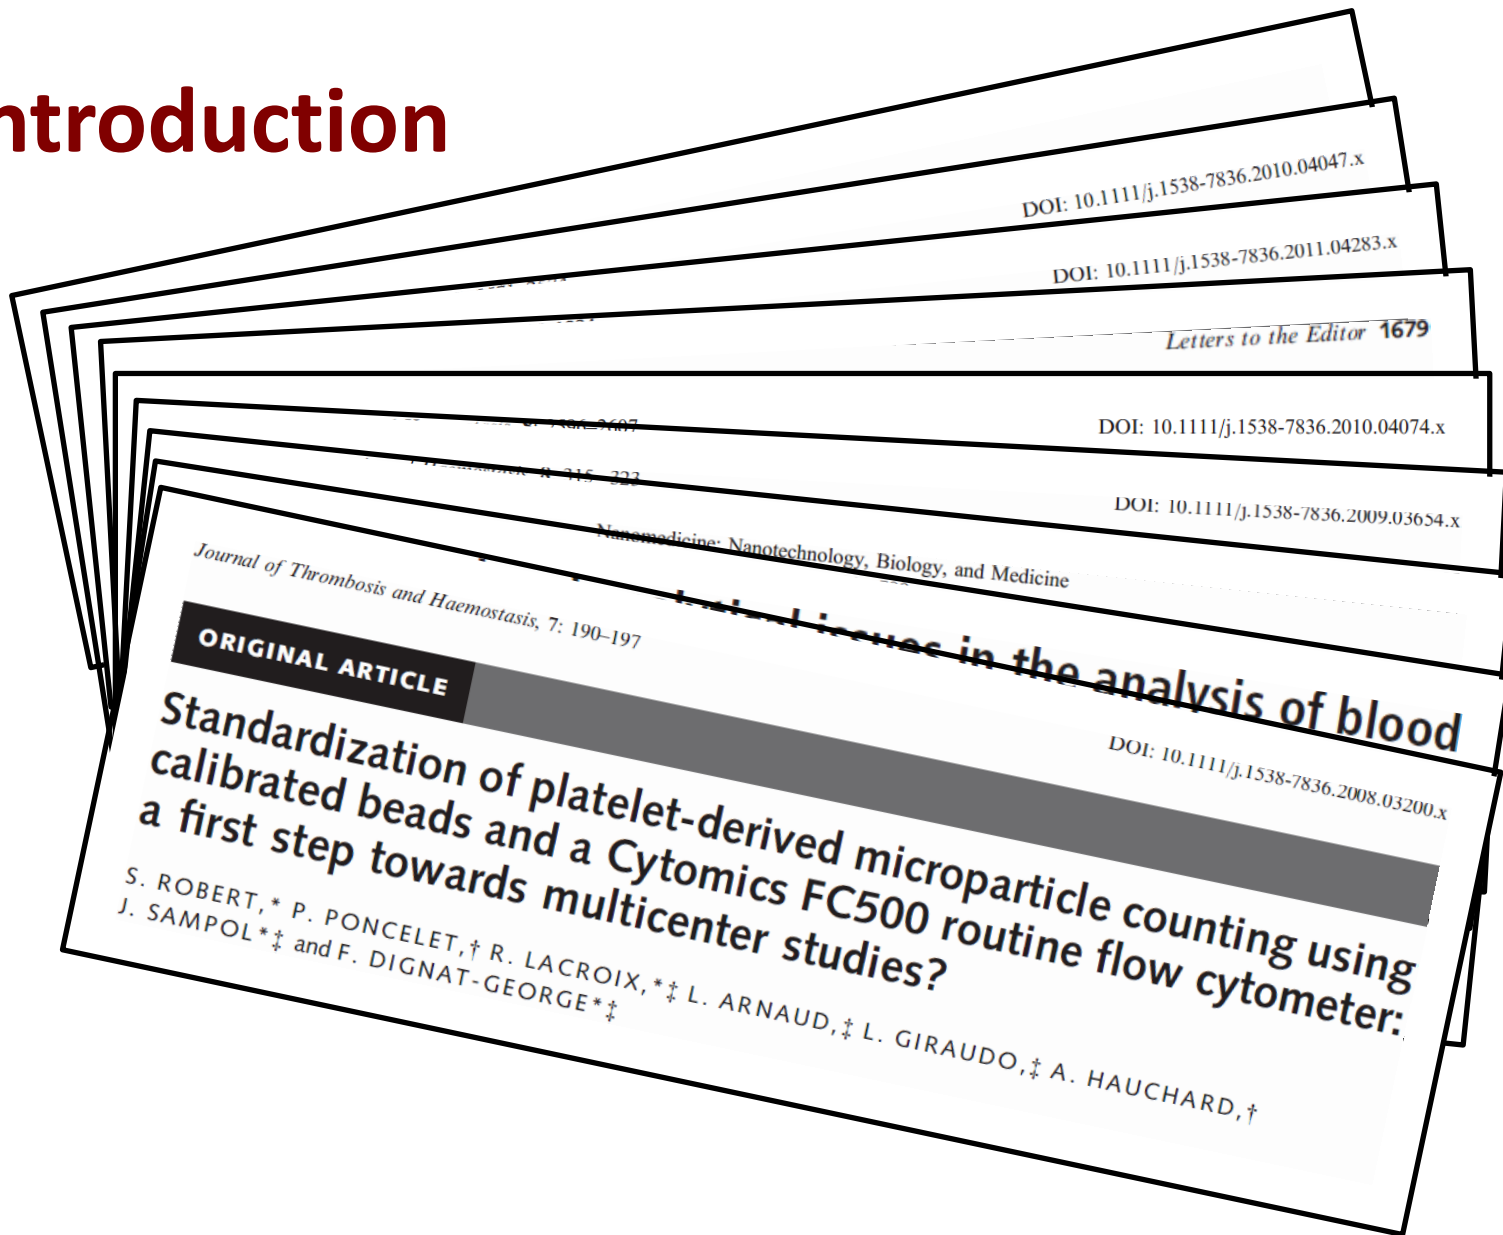 ntroduction
DOI: 10.1111/j.1538-7836.2010.04047.x
DOI: 10.1111/j.1538-7836.2011.04283.x
Letters to the Editor 1679
DOI: 10.1111/j.1538-7836.2010.04074.x
DOI: 10.1111/j.1538-7836.2009.03654.x
Nanomedicine: Nanotechnology, Biology, and Medicine
issues in the analysis of blood
Journal of Thrombosis and Haemostasis, 7: 190–197
DOI: 10.1111/j.1538-7836.2008.03200.x
ORIGINAL ARTICLE
Standardization of platelet-derived microparticle counting using
calibrated beads and a Cytomics FC500 routine flow cytometer:
a first step towards multicenter studies?
S. ROBERT,* P. PONCELET,† R. LACROIX,*‡ L. ARNAUD,‡ L. GIRAUDO,‡ A. HAUCHARD,†
J. SAMPOL*‡ and F. DIGNAT-GEORGE*‡